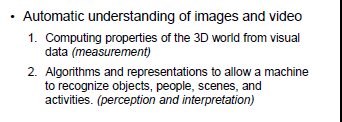 • Automatic understanding of images and video
1. Computing properties of the 3D world from visual
data (measurement)
2. Algorithms and representations to allow a machine
to recognize objects, people, scenes, and
activities. (perception and interpretation)